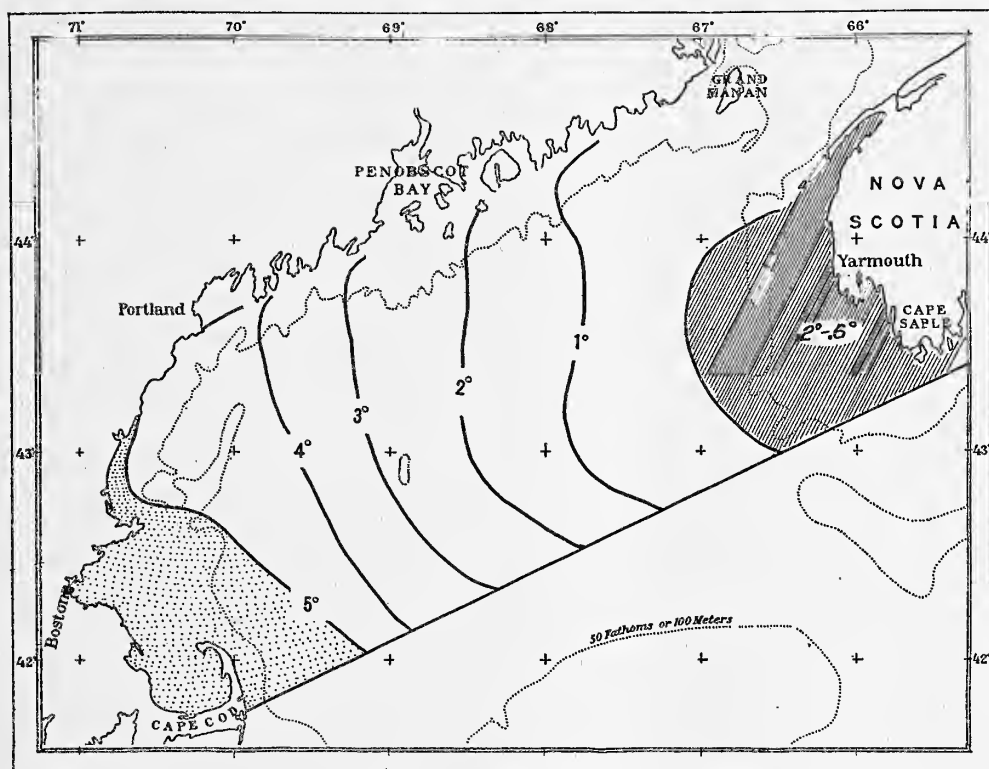 71° 70° 69° 68° 67° 66°
GRAND
MANAN
PENOBSCOT
BAY
NOVA
SCOTIA
44° 44°
Yarmouth
Portland
CAPE
SABLE
.2°-.5°
1°
2°
3°
4°
43° 43°
5°
Boston
50 Fathoms or 100 Meters
42° 42°
CAPE COD